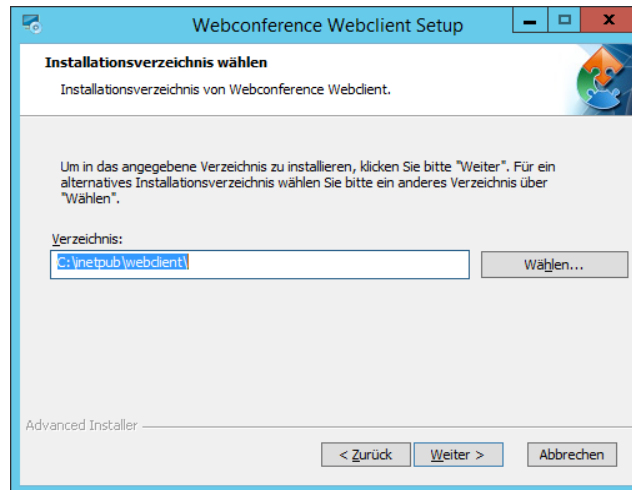 Webconference Webclient Setup
Installationsverzeichnis wählen
Installationsverzeichnis von Webconference Webclient.
Um in das angegebene Verzeichnis zu installieren, klicken Sie bitte "Weiter". Für ein
alternatives Installationsverzeichnis wählen Sie bitte ein anderes Verzeichnis über
"Wählen".
Verzeichnis:
C:\inetpub\webclient\
Wählen...
Advanced Installer
< Zurück
Weiter >
Abbrechen